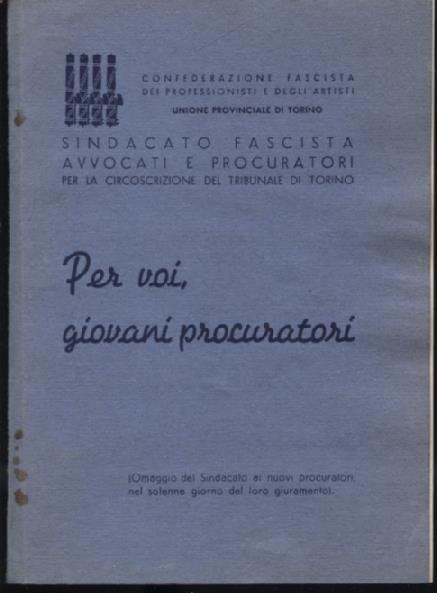 CONFEDERAZIONE FASCISTA
DEI PROFESSIONISTI E DEGLI ARTISTI
UNIONE PROVINCIALE DI TORINO
SINDACATO FASCISTA
AVVOCATI E PROCURATORI
PER LA CIRCOSCRIZIONE DEL TRIBUNALE DI TORINO
Per voi,
giovani procuratori
(Omaggio del Sindacato ai nuovi procuratori,
nel solenne giorno del loro giuramento).